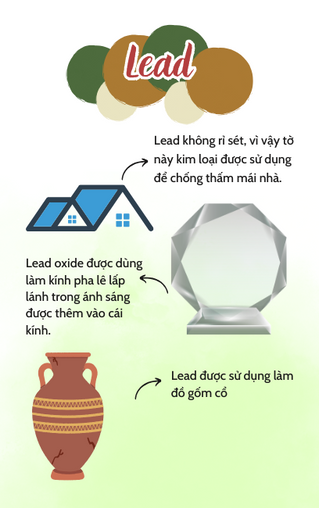 Lead
Lead không rỉ sét, vì vậy tờ
này kim loại được sử dụng
để chống thấm mái nhà.
Lead oxide được dùng
làm kính pha lê lấp
lánh trong ánh sáng
được thêm vào cái
kính.
Lead được sử dụng làm
đồ gốm cổ